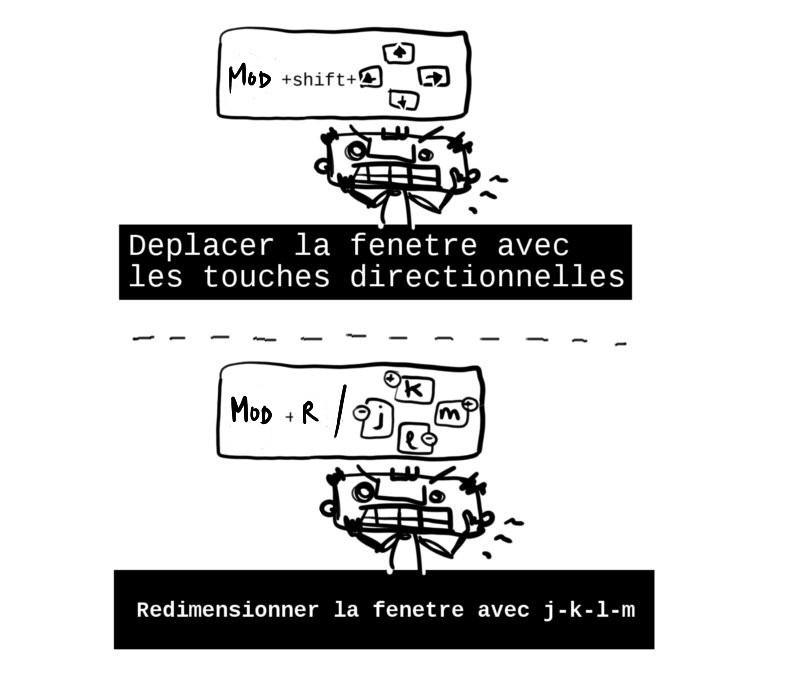 MOD +shift+
Deplacer la fenetre avec
les touches directionnelles
MOD + R / j k l m
Redimensionner la fenetre avec j-k-l-m